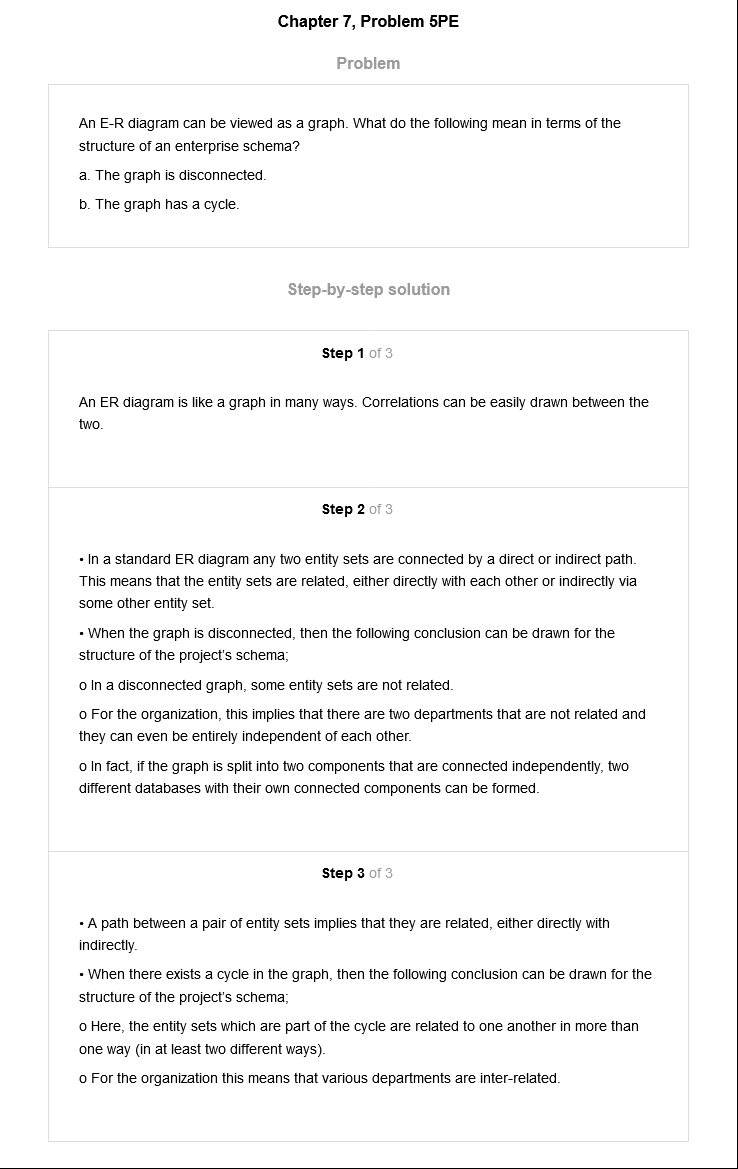 Chapter 7, Problem 5PE
Problem
An E-R diagram can be viewed as a graph. What do the following mean in terms of the
structure of an enterprise schema?
a. The graph is disconnected.
b. The graph has a cycle.
Step-by-step solution
Step 1 of 3
An ER diagram is like a graph in many ways. Correlations can be easily drawn between the
two.
Step 2 of 3
• In a standard ER diagram any two entity sets are connected by a direct or indirect path.
This means that the entity sets are related, either directly with each other or indirectly via
some other entity set.
• When the graph is disconnected, then the following conclusion can be drawn for the
structure of the project's schema;
o In a disconnected graph, some entity sets are not related.
o For the organization, this implies that there are two departments that are not related and
they can even be entirely independent of each other.
o In fact, if the graph is split into two components that are connected independently, two
different databases with their own connected components can be formed.
Step 3 of 3
• A path between a pair of entity sets implies that they are related, either directly with
indirectly.
• When there exists a cycle in the graph, then the following conclusion can be drawn for the
structure of the project's schema;
o Here, the entity sets which are part of the cycle are related to one another in more than
one way (in at least two different ways).
o For the organization this means that various departments are inter-related.